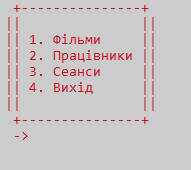 +---------------+
||               ||
|| 1. Фільми     ||
|| 2. Працівники ||
|| 3. Сеанси     ||
|| 4. Вихід      ||
||               ||
+---------------+
->